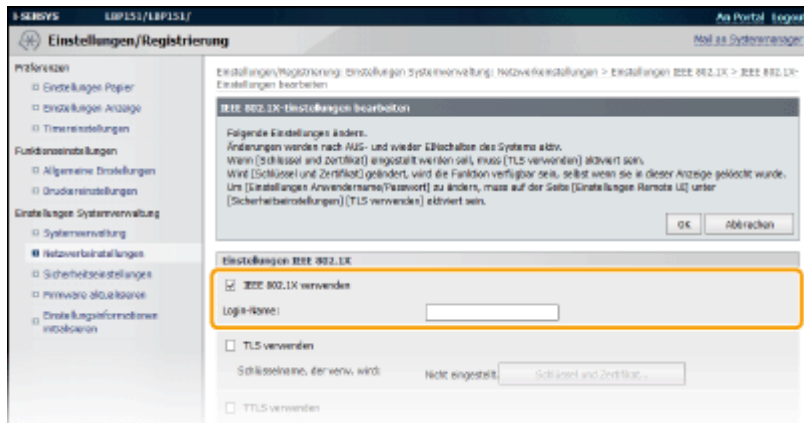 i-SENSYS LBP151/LBP151/ An Portal Logout
Einstellungen/Registrierung Mail an Systemmanager
Präferenzen
Einstellungen Papier
Einstellungen Anzeige
Timereinstellungen
Funktionseinstellungen
Allgemeine Einstellungen
Druckereinstellungen
Einstellungen Systemverwaltung
Systemverwaltung
Netzwerkeinstellungen
Sicherheitseinstellungen
Firmware aktualisieren
Einstellungsinformationen
initialisieren
Einstellungen/Registrierung: Einstellungen Systemverwaltung: Netzwerkeinstellungen > Einstellungen IEEE 802.1X > IEEE 802.1X-
Einstellungen bearbeiten
IEEE 802.1X-Einstellungen bearbeiten
Folgende Einstellungen ändern.
Änderungen werden nach AUS- und wieder EINschalten des Systems aktiv.
Wenn [Schlüssel und Zertifikat] eingestellt werden soll, muss [TLS verwenden] aktiviert sein.
Wird [Schlüssel und Zertifikat] geändert, wird die Funktion verfügbar sein, selbst wenn sie in dieser Anzeige gelöscht wurde.
Um [Einstellungen Anwendername/Passwort] zu ändern, muss auf der Seite [Einstellungen Remote UI] unter
[Sicherheitseinstellungen] [TLS verwenden] aktiviert sein.
OK Abbrechen
Einstellungen IEEE 802.1X
IEEE 802.1X verwenden
Login-Name:
TLS verwenden
Schlüsselname, der verw. wird: Nicht eingestellt. Schlüssel und Zertifikat...
TTLS verwenden